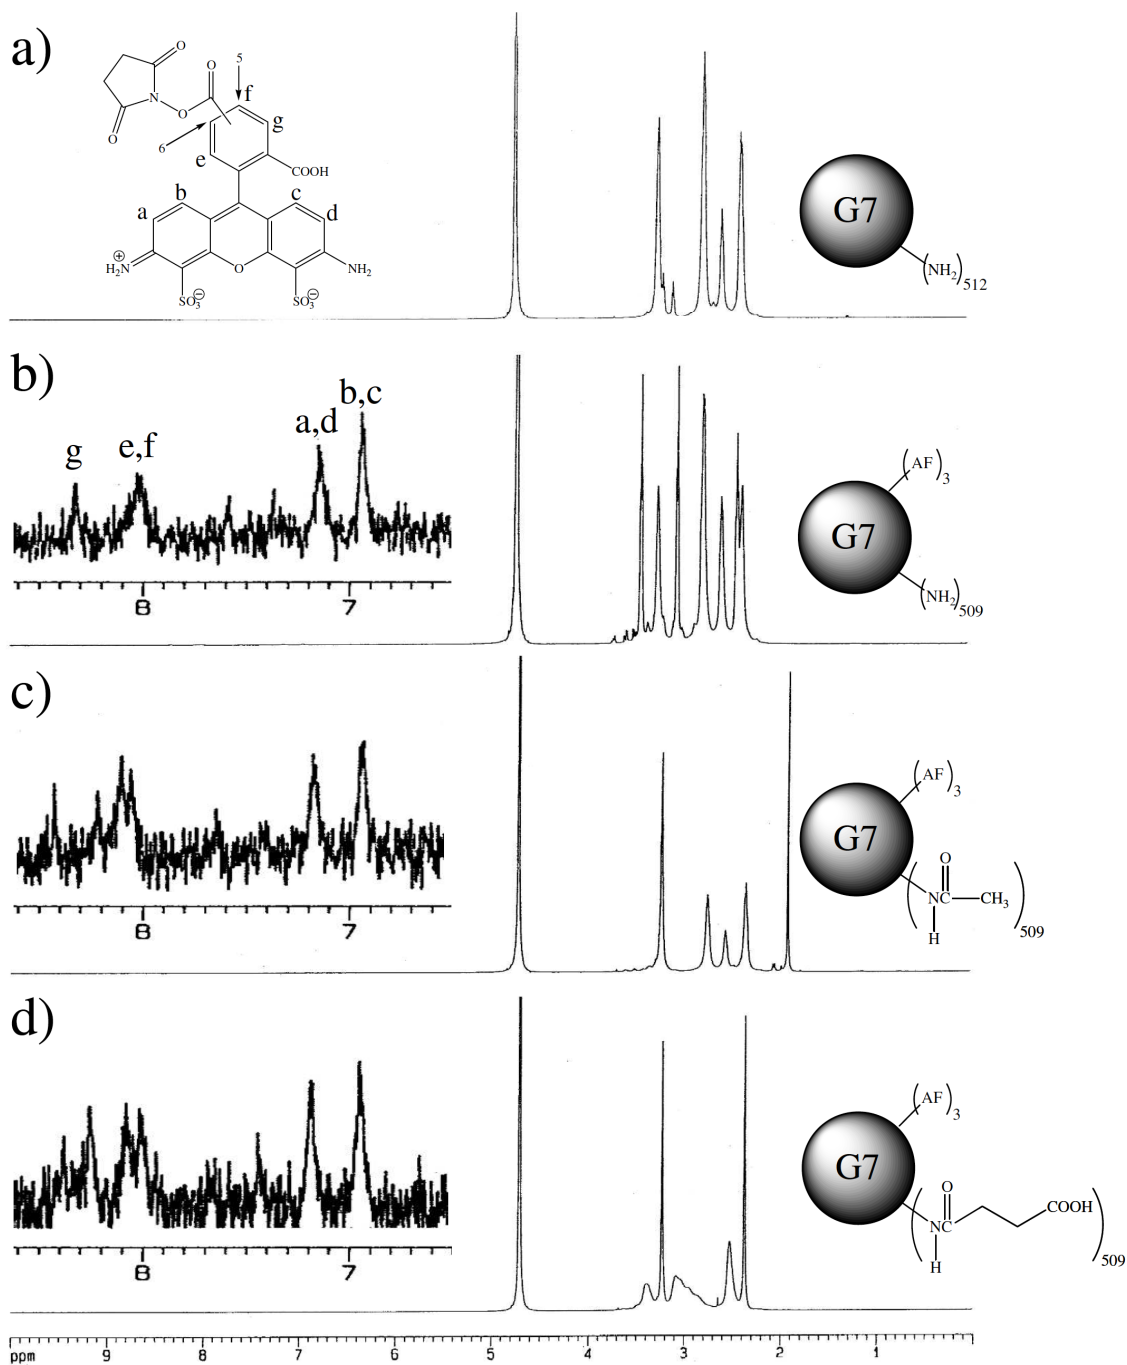 a)
O
O
5
N
O
f
g
O
6
e
COOH
b
c
a
d
⊕
H₂N
O
NH₂
SO₃⊖
SO₃⊖
G7
(NH₂)₅₁₂
b)
g
e,f
a,d
b,c
8
7
(AF)₃
G7
(NH₂)₅₀₉
c)
8
7
(AF)₃
G7
O
NC
CH₃
H
509
d)
8
7
(AF)₃
G7
O
NC
COOH
H
509
ppm 9 8 7 6 5 4 3 2 1